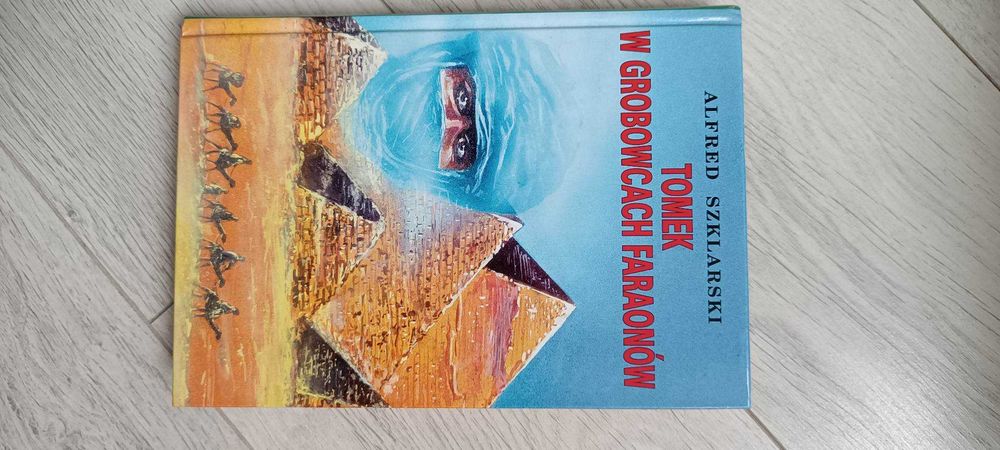 ALFRED SZKLARSKI
TOMEK
W GROBOWCACH FARAONÓW